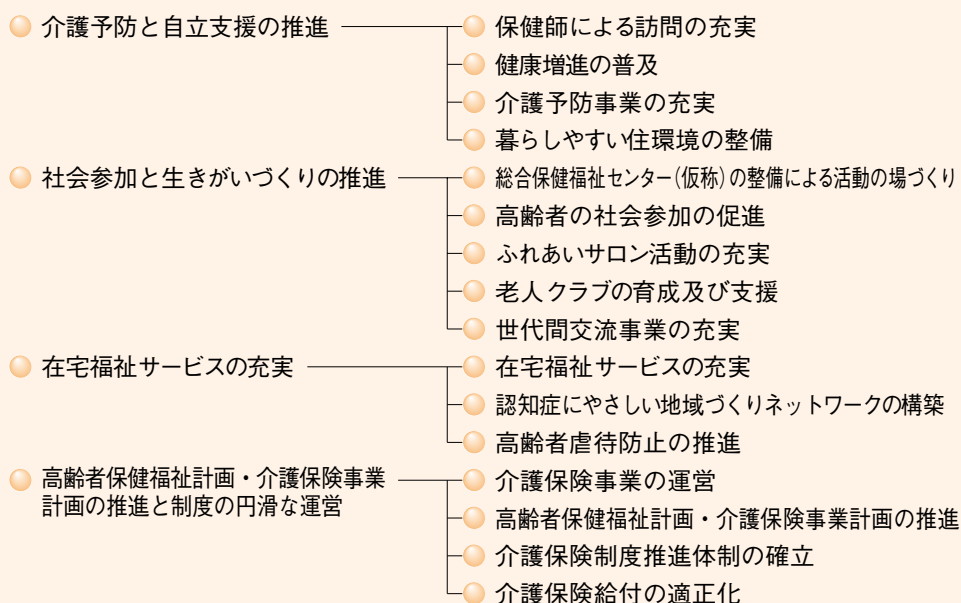 介護予防と自立支援の推進
保健師による訪問の充実
健康増進の普及
介護予防事業の充実
暮らしやすい住環境の整備
社会参加と生きがいづくりの推進
総合保健福祉センター(仮称)の整備による活動の場づくり
高齢者の社会参加の促進
ふれあいサロン活動の充実
老人クラブの育成及び支援
世代間交流事業の充実
在宅福祉サービスの充実
在宅福祉サービスの充実
認知症にやさしい地域づくりネットワークの構築
高齢者虐待防止の推進
高齢者保健福祉計画・介護保険事業
計画の推進と制度の円滑な運営
介護保険事業の運営
高齢者保健福祉計画・介護保険事業計画の推進
介護保険制度推進体制の確立
介護保険給付の適正化